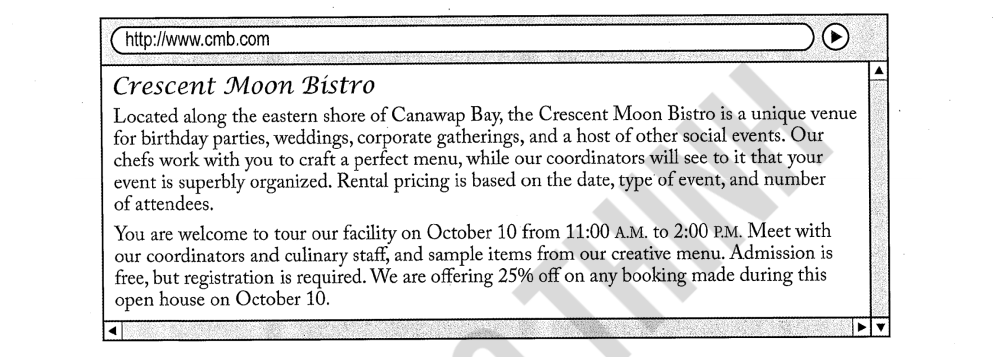 http://www.cmb.com
Crescent Moon Bistro
Located along the eastern shore of Canawap Bay, the Crescent Moon Bistro is a unique venue
for birthday parties, weddings, corporate gatherings, and a host of other social events. Our
chefs work with you to craft a perfect menu, while our coordinators will see to it that your
event is superbly organized. Rental pricing is based on the date, type of event, and number
of attendees.
You are welcome to tour our facility on October 10 from 11:00 A.M. to 2:00 P.M. Meet with
our coordinators and culinary staff, and sample items from our creative menu. Admission is
free, but registration is required. We are offering 25% off on any booking made during this
open house on October 10.